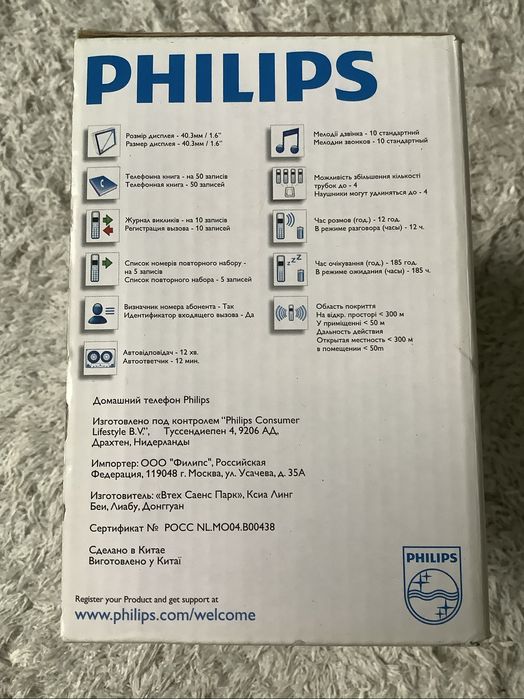 PHILIPS
Розмір дисплея - 40.3мм / 1.6"
Размер дисплея - 40.3мм / 1.6"
Телефонна книга - на 50 записів
Телефонная книга - 50 записей
Журнал викликів - на 10 записів
Регистрация вызова - 10 записей
Список номерів повторного набору -
на 5 записів
Список повторного набора - 5 записей
Визначник номера абонента - Так
Идентификатор входящего вызова - Да
Автовідповідач - 12 хв.
Автоответчик - 12 мин.
Мелодії дзвінка - 10 стандартний
Мелодии звонков - 10 стандартный
Можливість збільшення кількості
трубок до - 4
Наушники могут удлиняться до - 4
Час розмов (год.) - 12 год.
В режиме разговора (часы) - 12 ч.
Час очікування (год.) - 185 год.
В режиме ожидания (часы) - 185 ч.
Область покриття
На відкр. просторі < 300 м
У приміщенні < 50 м
Дальность действия
Открытая местность < 300 м
в помещении < 50m
Домашний телефон Philips
Изготовлено под контролем "Philips Consumer
Lifestyle B.V.", Туссендиепен 4, 9206 АД,
Драхтен, Нидерланды
Импортер: ООО "Филипс", Российская
Федерация, 119048 г. Москва, ул. Усачева, д. 35А
Изготовитель: «Втех Саенс Парк», Ксиа Линг
Беи, Лиабу, Донггуан
Сертификат № РОСС NL.MO04.B00438
Сделано в Китае
Виготовлено у Китаї
Register your Product and get support at
www.philips.com/welcome
PHILIPS